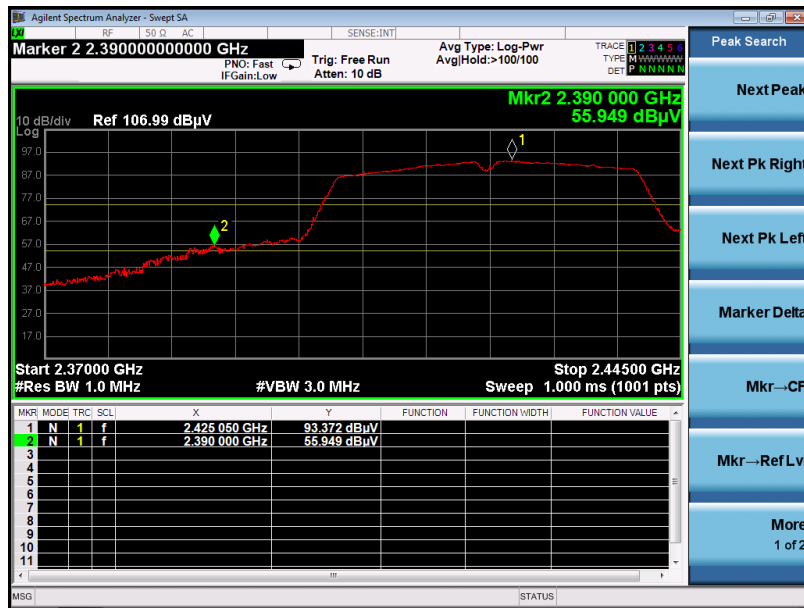 Agilent Spectrum Analyzer - Swept SA
LXI RF 50 Ω AC SENSE:INT
Marker 2 2.390000000000 GHz
PNO: Fast
IFGain:Low
Trig: Free Run
Atten: 10 dB
Avg Type: Log-Pwr
Avg|Hold:>100/100
TRACE 1 2 3 4 5 6
TYPE M W W W W W
DET P N N N N N
Mkr2 2.390 000 GHz
55.949 dBµV
10 dB/div Ref 106.99 dBµV
Log
97.0
87.0
77.0
67.0
57.0
47.0
37.0
27.0
17.0
1
2
Start 2.37000 GHz
Stop 2.44500 GHz
#Res BW 1.0 MHz
#VBW 3.0 MHz
Sweep 1.000 ms (1001 pts)
MKR MODE TRC SCL X Y FUNCTION FUNCTION WIDTH FUNCTION VALUE
1 N 1 f 2.425 050 GHz 93.372 dBµV
2 N 1 f 2.390 000 GHz 55.949 dBµV
3
4
5
6
7
8
9
10
11
MSG STATUS
Peak Search
Next Peak
Next Pk Right
Next Pk Left
Marker Delta
Mkr→CF
Mkr→Ref Lv
More
1 of 2